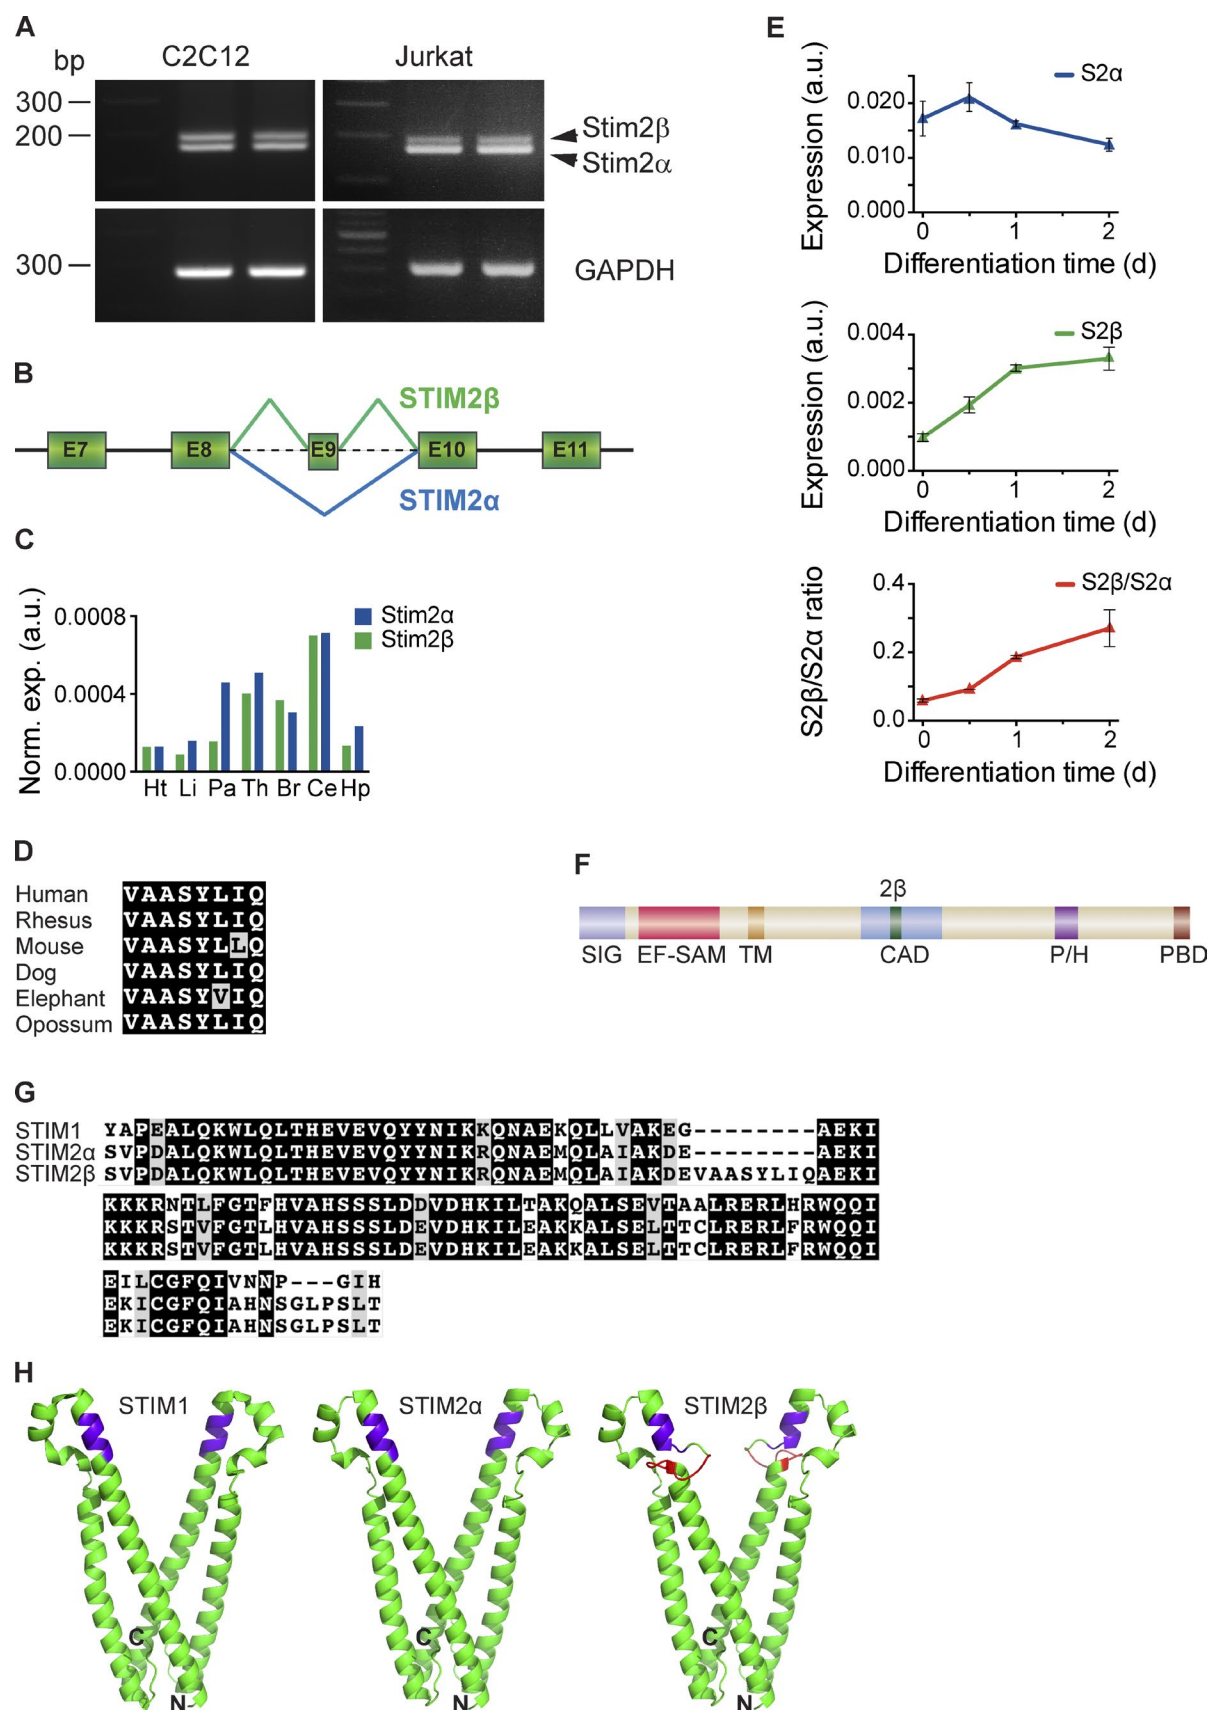 A
C2C12
Jurkat
bp
300
200
Stim2β
Stim2α
300
GAPDH
B
STIM2β
E7
E8
E9
E10
E11
STIM2α
C
Norm. exp. (a.u.)
0.0008
0.0004
0.0000
Stim2α
Stim2β
Ht Li Pa Th Br Ce Hp
D
Human VAASYLIQ
Rhesus VAASYLIQ
Mouse VAASYLLQ
Dog VAASYLIQ
Elephant VAASYVIQ
Opossum VAASYLIQ
E
Expression (a.u.)
S2α
0.020
0.010
0.000
0 1 2
Differentiation time (d)
Expression (a.u.)
S2β
0.004
0.002
0.000
0 1 2
Differentiation time (d)
S2β/S2α ratio
S2β/S2α
0.4
0.2
0.0
0 1 2
Differentiation time (d)
F
2β
SIG EF-SAM TM CAD P/H PBD
G
STIM1 YAPEALQKWLQLTHEVEVQYYNIKKQNAEKQLLVAKEG--------AEKI
STIM2α SVPDALQKWLQLTHEVEVQYYNIKRQNAEMQLAIAKDE--------AEKI
STIM2β SVPDALQKWLQLTHEVEVQYYNIKRQNAEMQLAIAKDEVAASYLIQAEKI
KKKRNTLFGTFHVAHSSSLDDVDHKILTAKQALSEVTAALRERLHRWQQI
KKKRSTVFGTLHVAHSSSLDEVDHKILEAKKALSELTTCLRERLFRWQQI
KKKRSTVFGTLHVAHSSSLDEVDHKILEAKKALSELTTCLRERLFRWQQI
EILCGFQIVNNP---GIH
EKICGFQIAHNSGLPSLT
EKICGFQIAHNSGLPSLT
H
STIM1
STIM2α
STIM2β
C
N
C
N
C
N